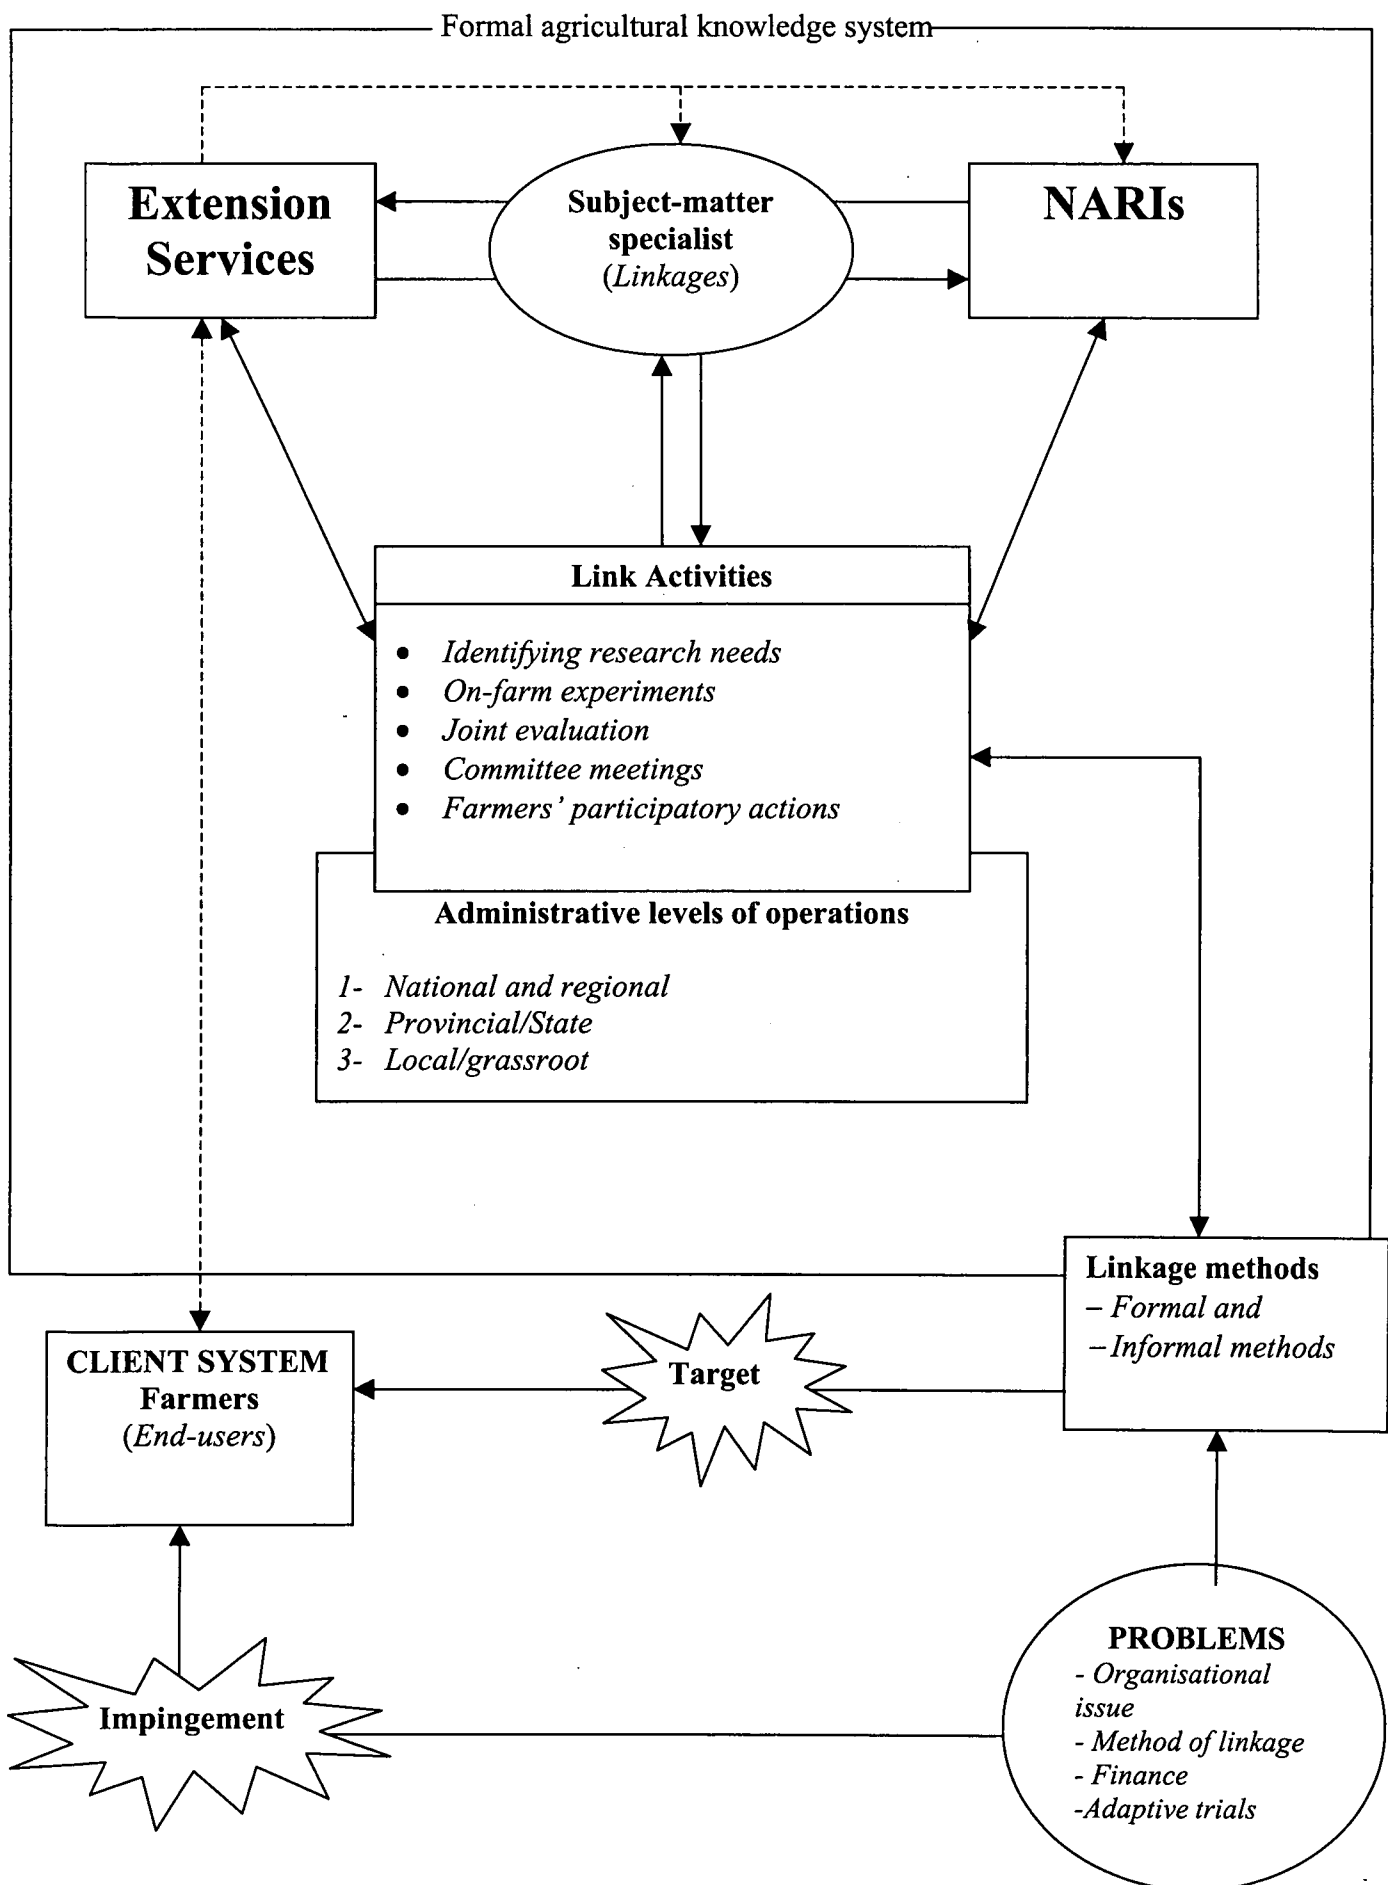 Formal agricultural knowledge system
Extension
Services
Subject-matter
specialist
(Linkages)
NARIs
Link Activities
• Identifying research needs
• On-farm experiments
• Joint evaluation
• Committee meetings
• Farmers' participatory actions
Administrative levels of operations
1- National and regional
2- Provincial/State
3- Local/grassroot
Linkage methods
– Formal and
– Informal methods
CLIENT SYSTEM
Farmers
(End-users)
Target
Impingement
PROBLEMS
- Organisational
issue
- Method of linkage
- Finance
-Adaptive trials